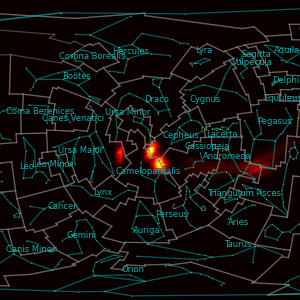 Hercules
Lyra
Aquila
Sagitta
Corona Borealis
Vulpecula
Bootes
Delphi
Draco
Cygnus
Equuleus
Coma Berenices
Ursa Minor
Canes Venatici
Pegasus
Cepheus
Lacerta
Ursa Major
Cassiopeia
Andromeda
Leo
Leo Minor
Camelopardalis
Lynx
Triangulum
Pisces
Cancer
Perseus
Aries
Auriga
Gemini
Taurus
Canis Minor
Orion